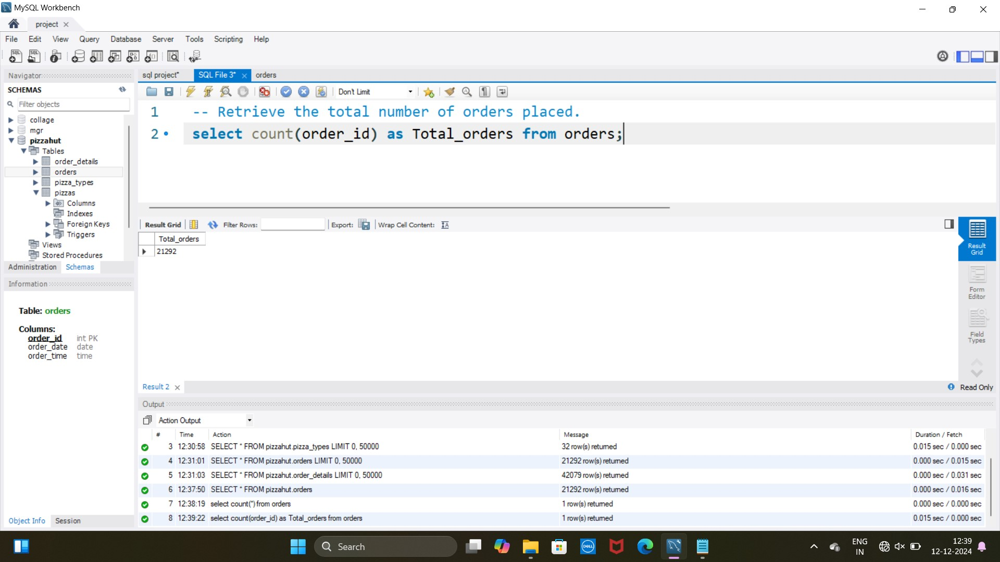 MySQL Workbench
project
File Edit View Query Database Server Tools Scripting Help
Navigator
sql project* SQL File 3* orders
SCHEMAS
Don't Limit
Filter objects
collage
mgr
pizzahut
Tables
order_details
orders
pizza_types
pizzas
Columns
Indexes
Foreign Keys
Triggers
Views
Stored Procedures
Administration Schemas
1 -- Retrieve the total number of orders placed.
2 select count(order_id) as Total_orders from orders;
Result Grid Filter Rows: Export: Wrap Cell Content:
Total_orders
21292
Result Grid
Form Editor
Field Types
Information
Table: orders
Columns:
order_id int PK
order_date date
order_time time
Object Info Session
Result 2 Read Only
Output
Action Output
# Time Action Message Duration / Fetch
3 12:30:58 SELECT * FROM pizzahut.pizza_types LIMIT 0, 50000 32 row(s) returned 0.015 sec / 0.000 sec
4 12:31:01 SELECT * FROM pizzahut.orders LIMIT 0, 50000 21292 row(s) returned 0.000 sec / 0.015 sec
5 12:31:03 SELECT * FROM pizzahut.order_details LIMIT 0, 50000 42079 row(s) returned 0.000 sec / 0.031 sec
6 12:37:50 SELECT * FROM pizzahut.orders 21292 row(s) returned 0.000 sec / 0.016 sec
7 12:38:19 select count(*) from orders 1 row(s) returned 0.000 sec / 0.000 sec
8 12:39:22 select count(order_id) as Total_orders from orders 1 row(s) returned 0.015 sec / 0.000 sec
Search
DELL
ENG
IN
12:39
12-12-2024